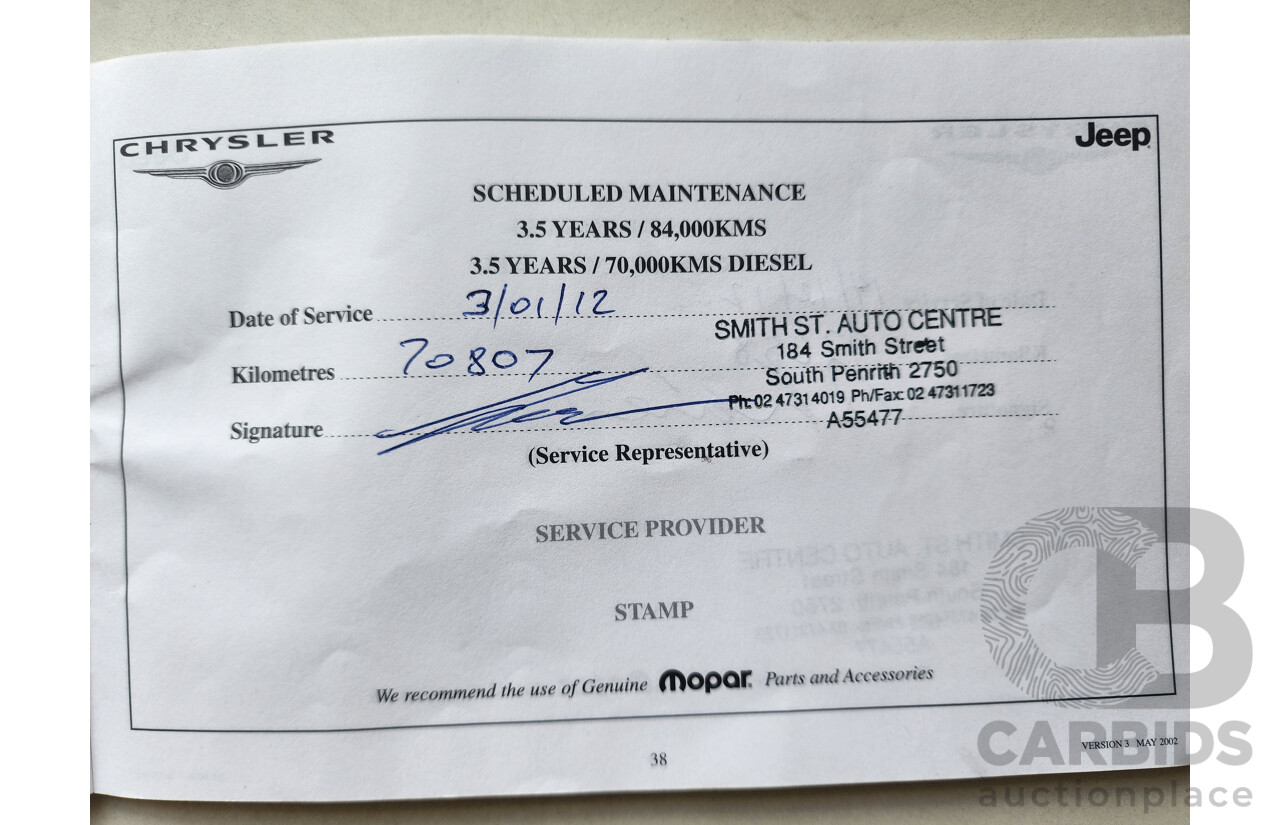 CHRYSLER
Jeep
SCHEDULED MAINTENANCE
3.5 YEARS / 84,000KMS
3.5 YEARS / 70,000KMS DIESEL
Date of Service 3/01/12
SMITH ST. AUTO CENTRE
184 Smith Street
Kilometres 70807
South Penrith 2750
Ph: 02 47314019 Ph/Fax: 02 47311723
A55477
Signature
(Service Representative)
SERVICE PROVIDER
STAMP
We recommend the use of Genuine Mopar. Parts and Accessories
38
VERSION 3 MAY 2002
CARBIDS
auctionplace